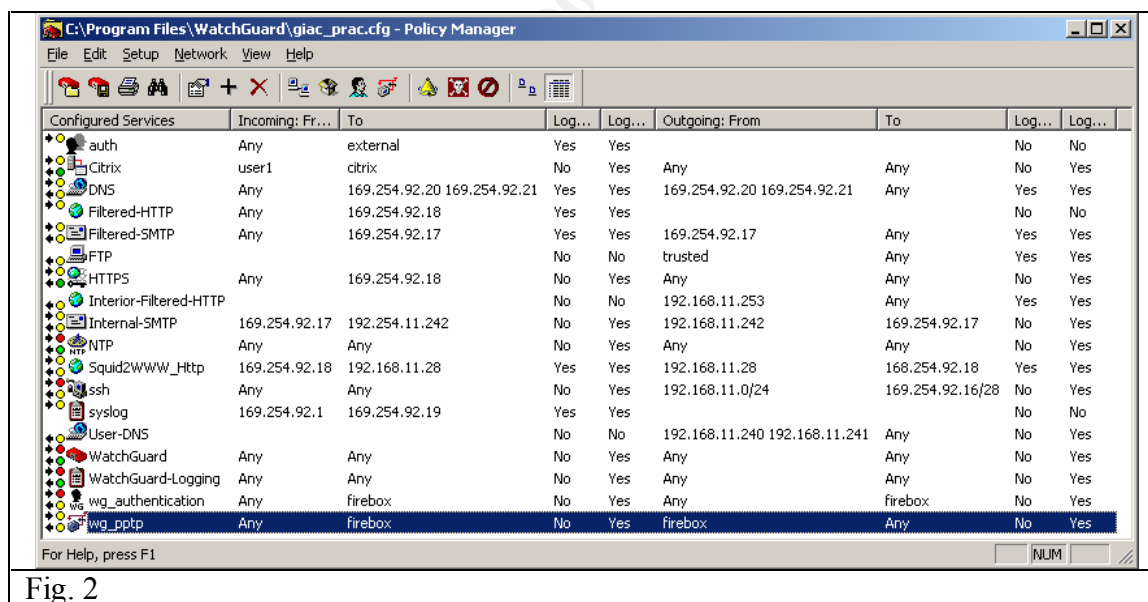 C:\Program Files\WatchGuard\giac_prac.cfg - Policy Manager
File Edit Setup Network View Help
Configured Services Incoming: Fr... To Log... Log... Outgoing: From To Log... Log...
auth Any external Yes Yes No No
Citrix user1 citrix No Yes Any Any No Yes
DNS Any 169.254.92.20 169.254.92.21 Yes Yes 169.254.92.20 169.254.92.21 Any Yes Yes
Filtered-HTTP Any 169.254.92.18 Yes Yes No No
Filtered-SMTP Any 169.254.92.17 Yes Yes 169.254.92.17 Any Yes Yes
FTP No No trusted Any Yes Yes
HTTPS Any 169.254.92.18 No Yes Any Any No Yes
Interior-Filtered-HTTP No No 192.168.11.253 Any Yes Yes
Internal-SMTP 169.254.92.17 192.254.11.242 No Yes 192.168.11.242 169.254.92.17 No Yes
NTP NTP Any Any No Yes Any Any No Yes
Squid2WWW_Http 169.254.92.18 192.168.11.28 Yes Yes 192.168.11.28 168.254.92.18 Yes Yes
ssh Any Any No Yes 192.168.11.0/24 169.254.92.16/28 No Yes
syslog 169.254.92.1 169.254.92.19 Yes Yes No No
User-DNS No No 192.168.11.240 192.168.11.241 Any No Yes
WatchGuard Any Any No Yes Any Any No Yes
WatchGuard-Logging Any Any No Yes Any Any No Yes
WG wg_authentication Any firebox No Yes Any firebox No Yes
wg_pptp Any firebox No Yes firebox Any No Yes
For Help, press F1 NUM
Fig. 2